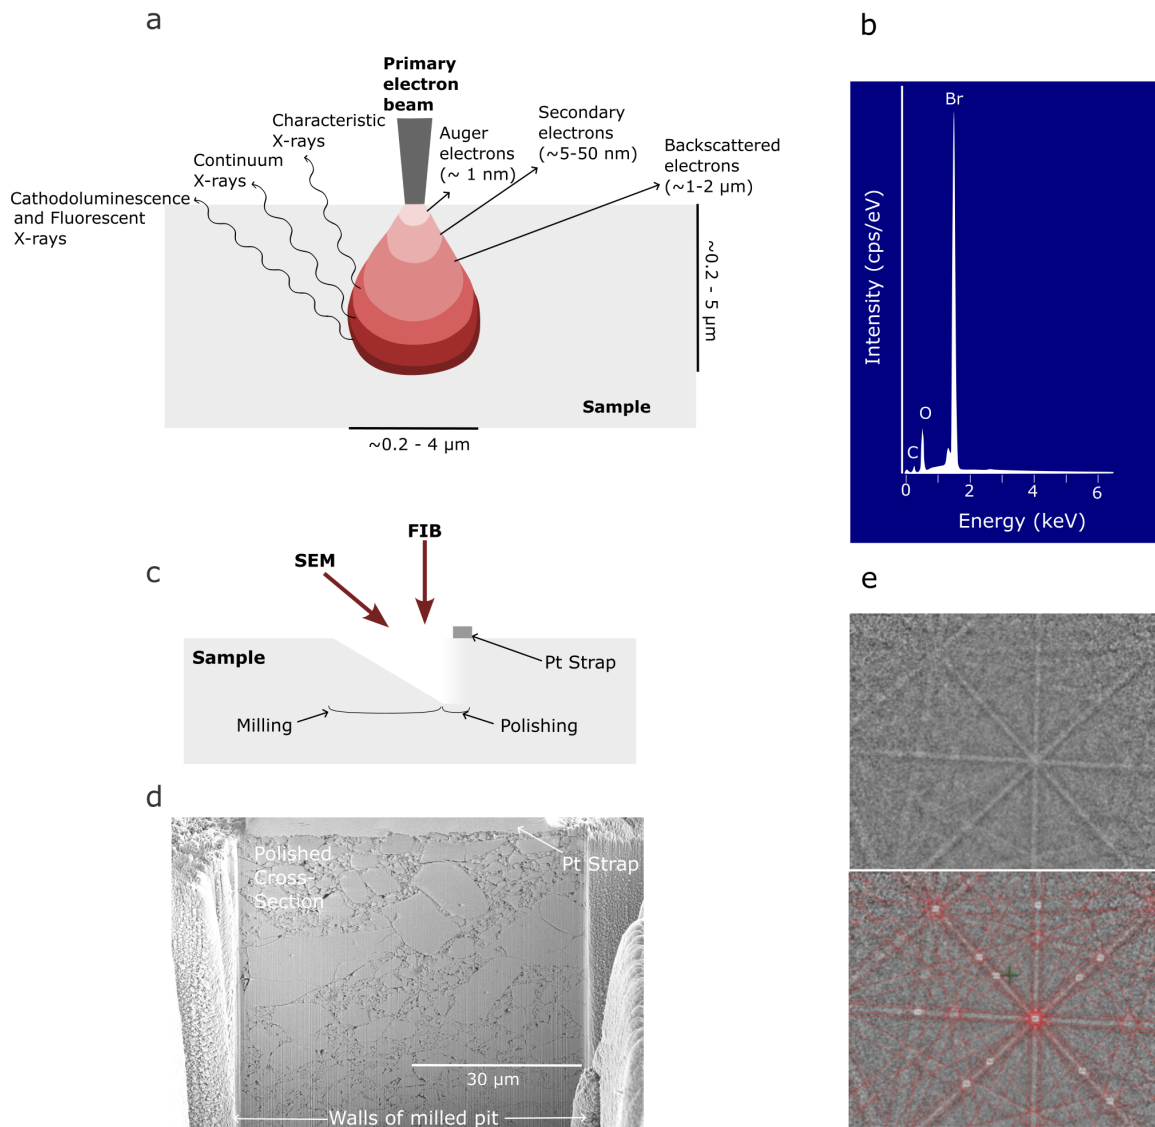 a
Primary
electron
beam
Characteristic
X-rays
Continuum
X-rays
Cathodoluminescence
and Fluorescent
X-rays
Auger
electrons
(~ 1 nm)
Secondary
electrons
(~5-50 nm)
Backscattered
electrons
(~1-2 µm)
~0.2 - 5 µm
Sample
~0.2 - 4 µm
b
Br
O
C
Intensity (cps/eV)
0
2
4
6
Energy (keV)
c
SEM
FIB
Sample
Pt Strap
Milling
Polishing
d
Polished
Cross-
Section
Pt Strap
30 µm
Walls of milled pit
e